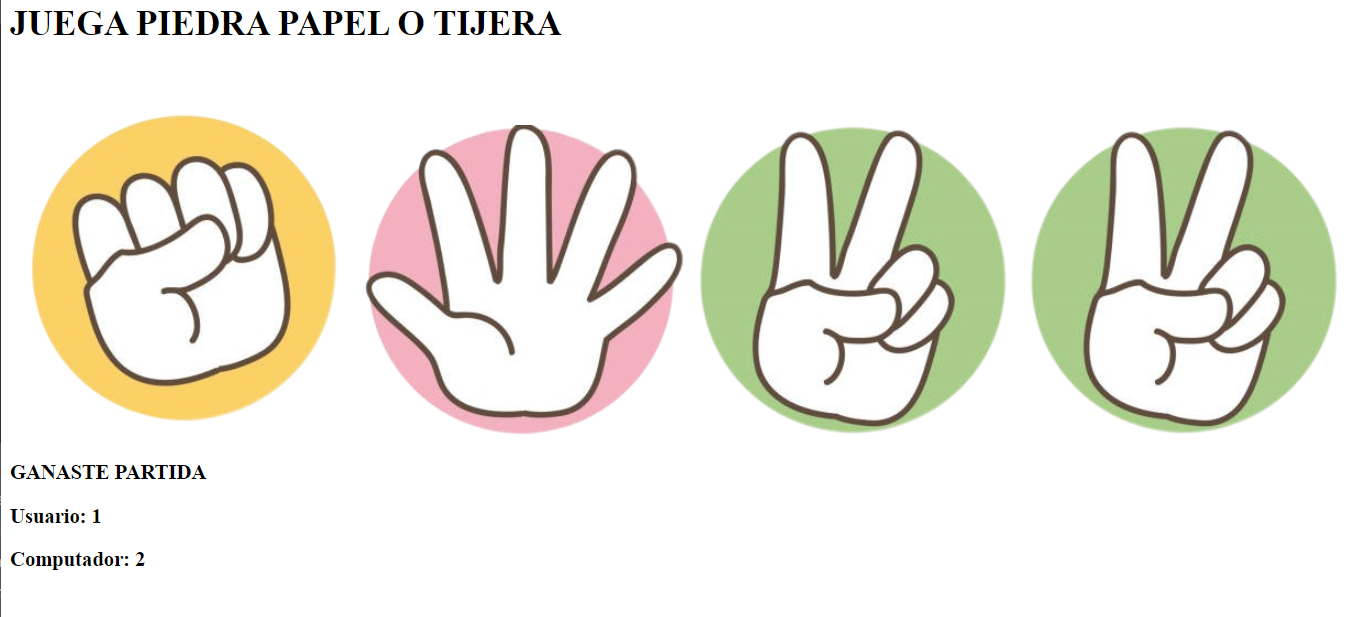 JUEGA PIEDRA PAPEL O TIJERA
GANASTE PARTIDA
Usuario: 1
Computador: 2